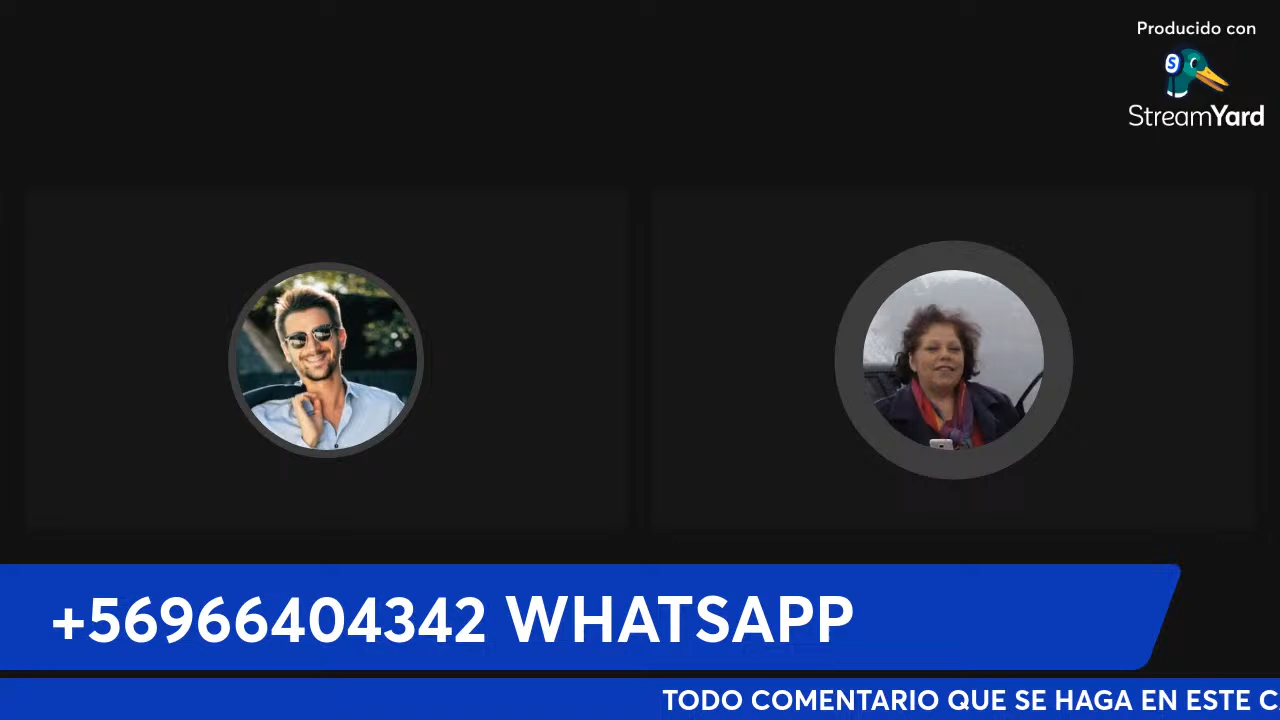 Producido con
StreamYard
+56966404342 WHATSAPP
TODO COMENTARIO QUE SE HAGA EN ESTE C